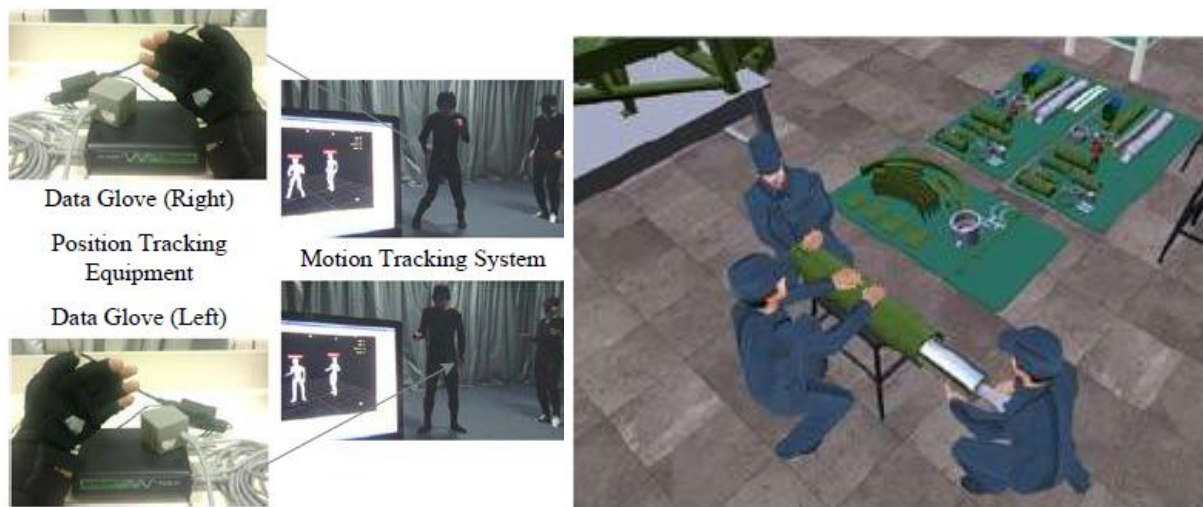 Data Glove (Right)
Position Tracking
Equipment
Data Glove (Left)
Motion Tracking System